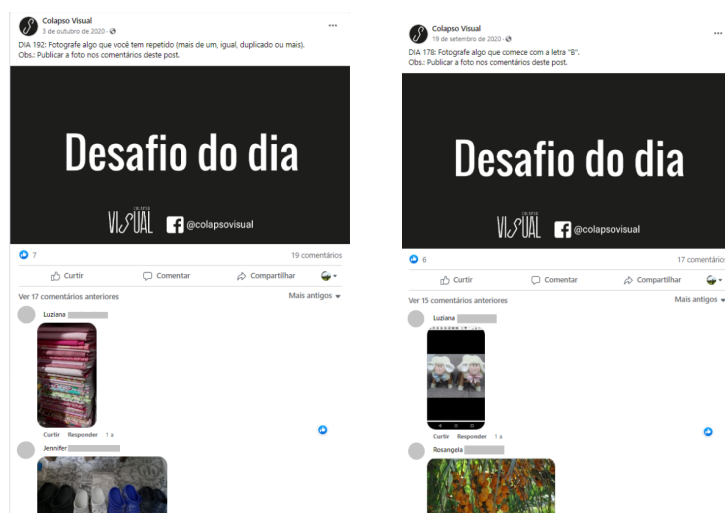 Colapso Visual
3 de outubro de 2020
DIA 192: Fotografe algo que você tem repetido (mais de um, igual, duplicado ou mais).
Obs.: Publicar a foto nos comentários deste post.
Desafio do dia
COLAPSO
VISUAL
@colapsovisual
7
19 comentários
Curtir
Comentar
Compartilhar
Ver 17 comentários anteriores
Mais antigos
Luziana
Curtir Responder 1 a
Jennifer
Colapso Visual
19 de setembro de 2020
DIA 178: Fotografe algo que comece com a letra "B".
Obs.: Publicar a foto nos comentários deste post.
Desafio do dia
COLAPSO
VISUAL
@colapsovisual
6
17 comentários
Curtir
Comentar
Compartilhar
Ver 15 comentários anteriores
Mais antigos
Luziana
Curtir Responder 1 a
Rosangela